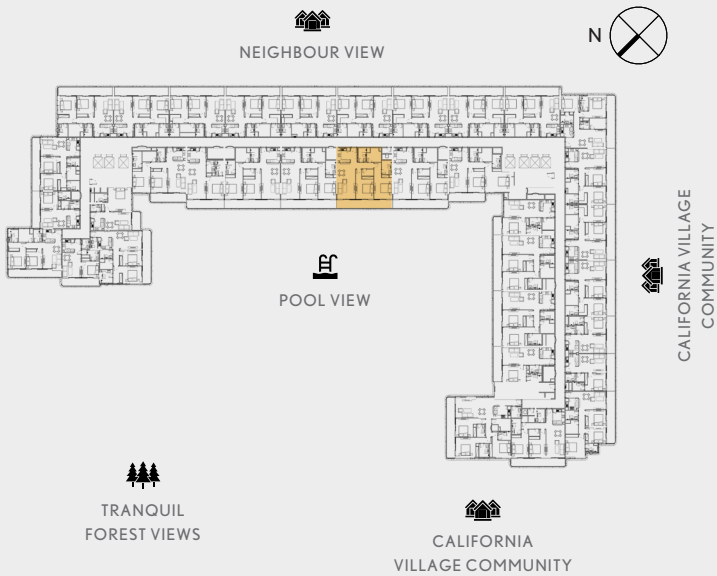 NEIGHBOUR VIEW
N
POOL VIEW
CALIFORNIA VILLAGE
COMMUNITY
TRANQUIL
FOREST VIEWS
CALIFORNIA
VILLAGE COMMUNITY